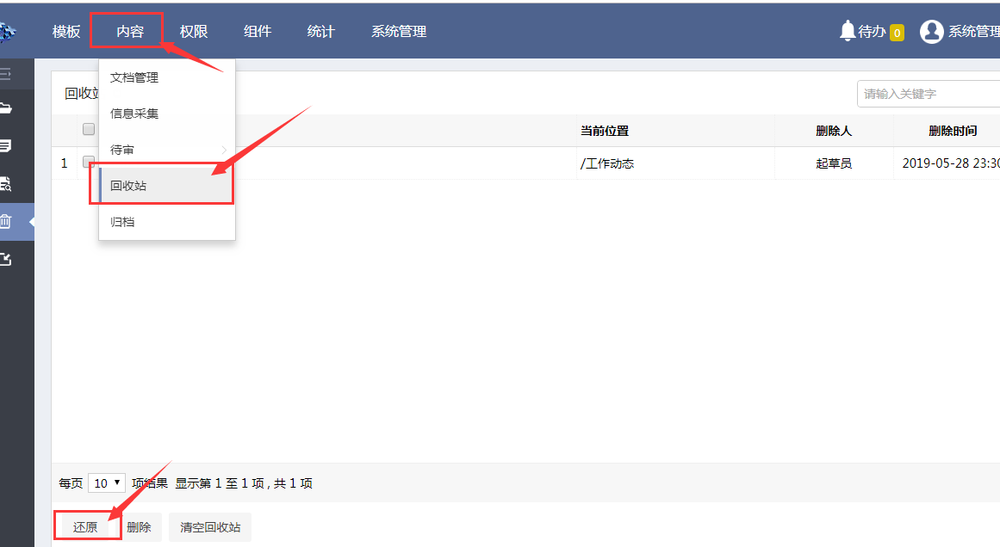 模板 内容 权限 组件 统计 系统管理 待办 0 系统管理
文档管理
回收站 请输入关键字
信息采集
当前位置 删除人 删除时间
待审
1 /工作动态 起草员 2019-05-28 23:30
回收站
归档
每页 10 项结果 显示第 1 至 1 项 , 共 1 项
还原 删除 清空回收站